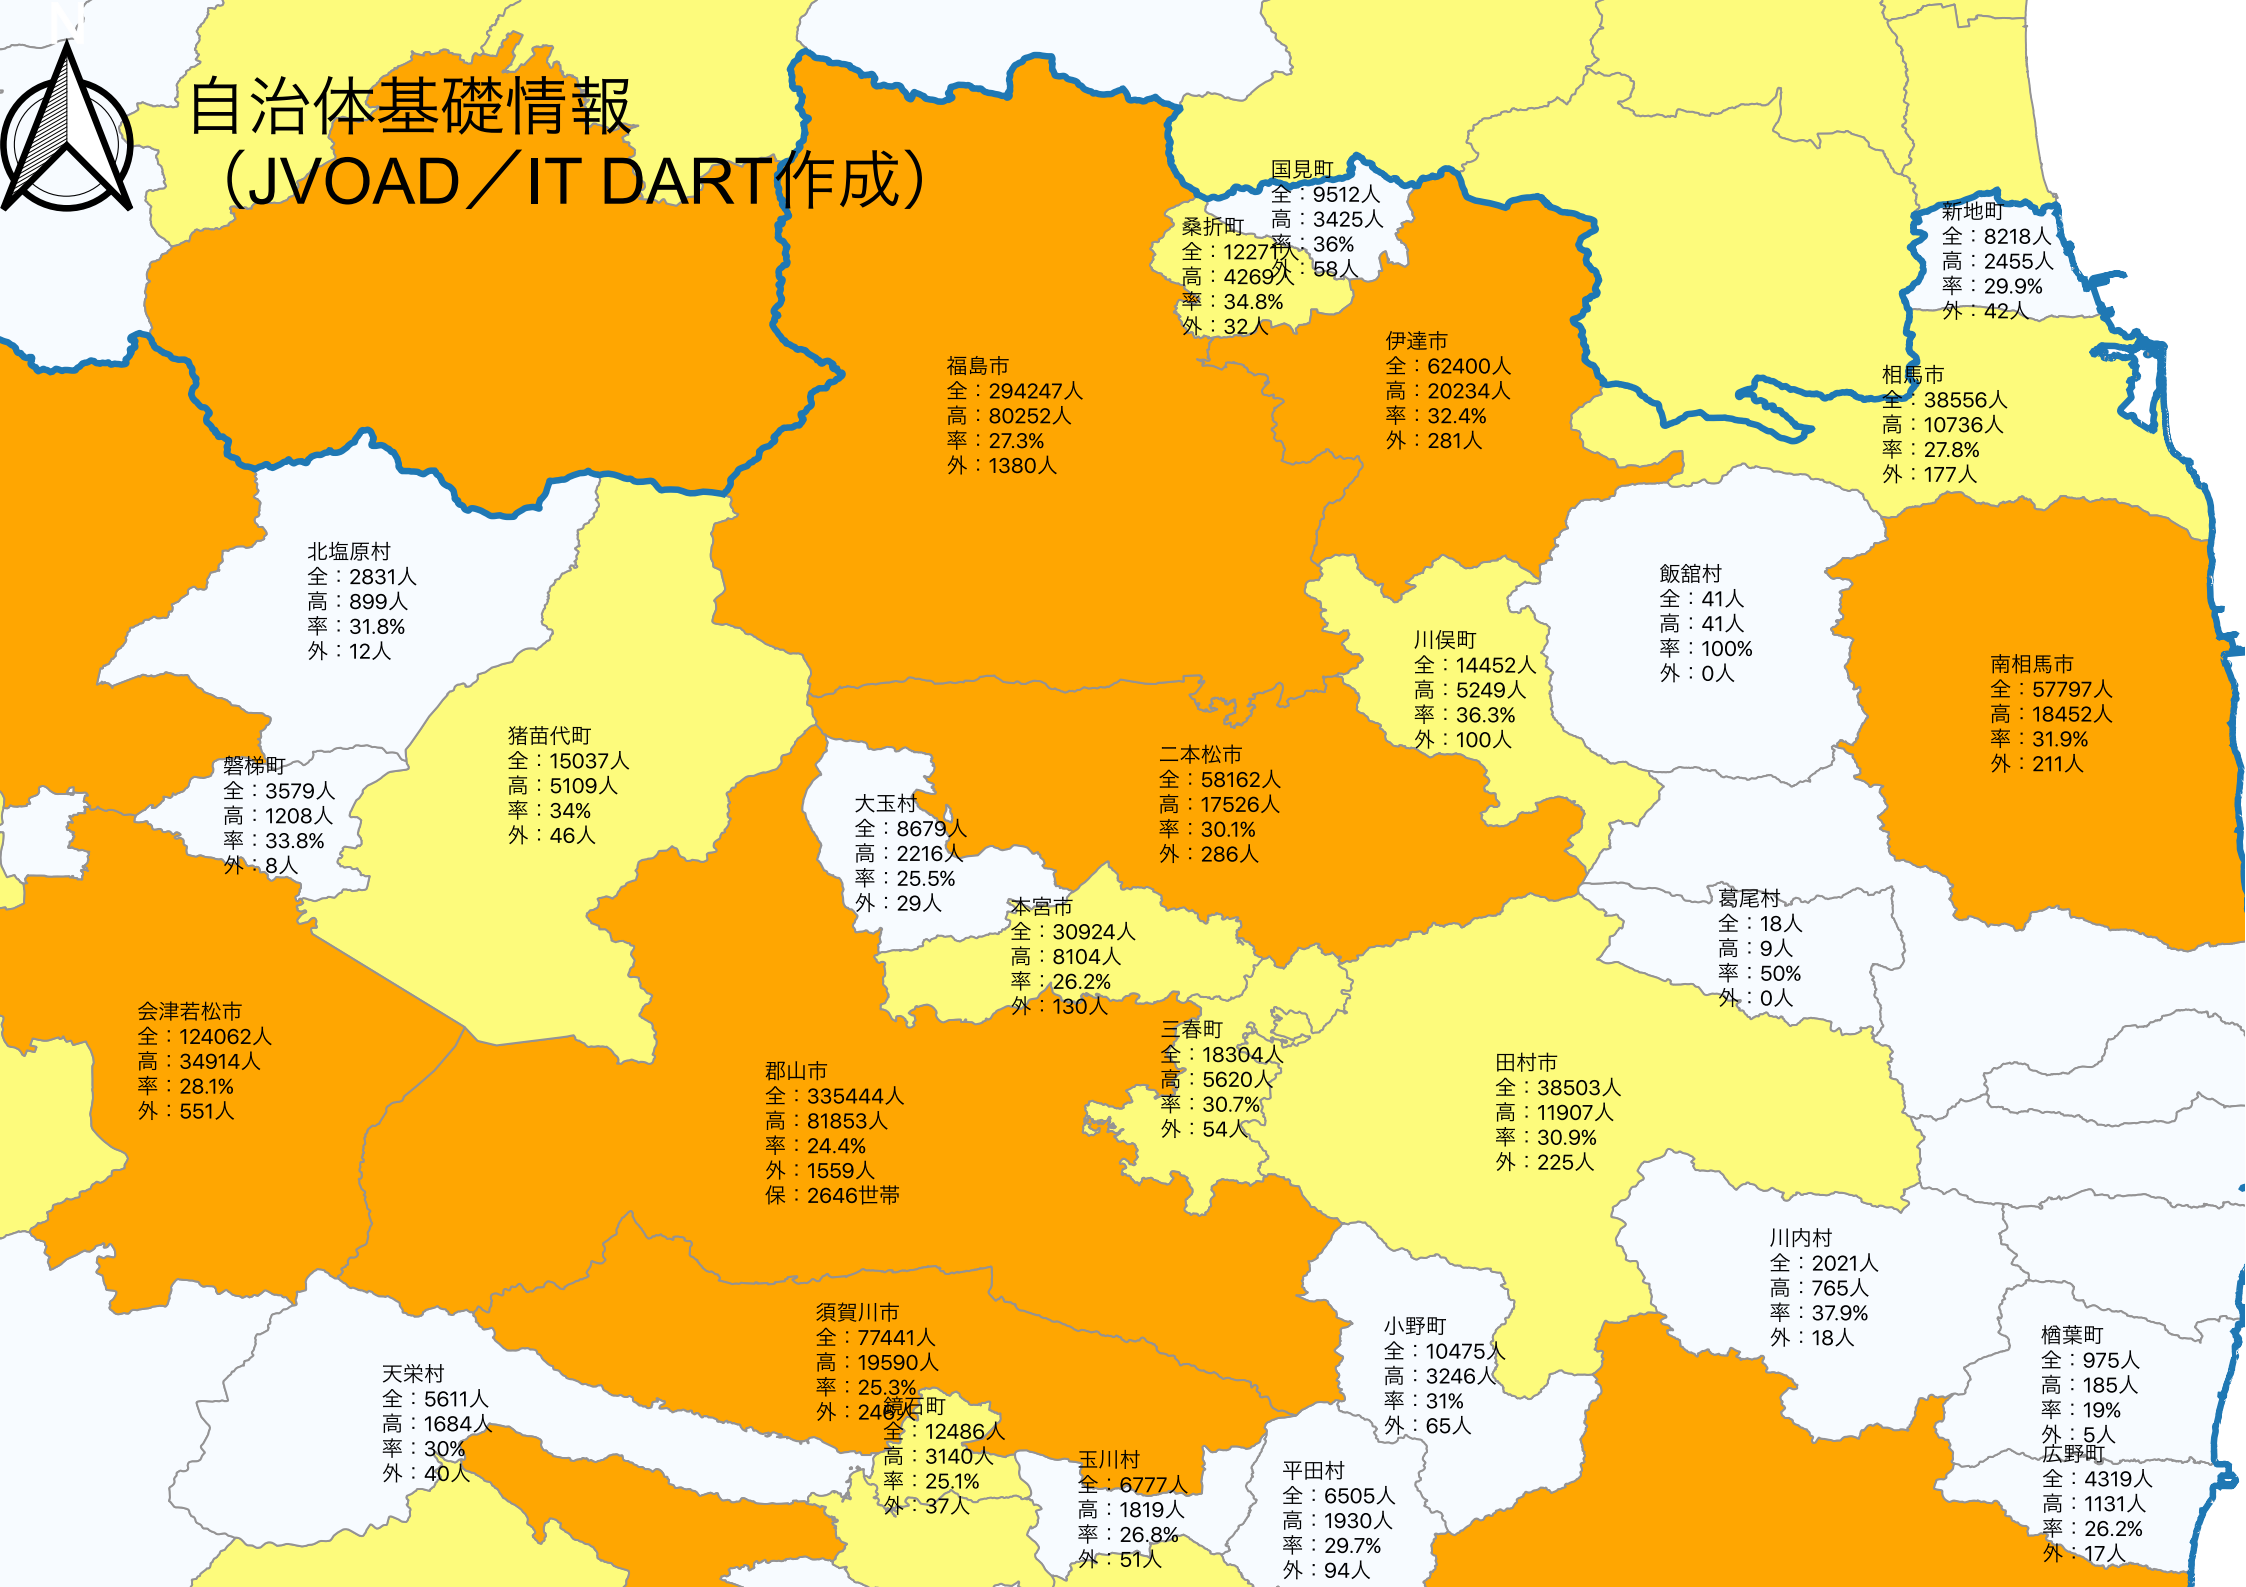 N
自治体基礎情報
（JVOAD／IT DART作成）
国見町
全：9512人
高：3425人
率：36%
外：58人
桑折町
全：12271人
高：4269人
率：34.8%
外：32人
新地町
全：8218人
高：2455人
率：29.9%
外：42人
伊達市
全：62400人
高：20234人
率：32.4%
外：281人
福島市
全：294247人
高：80252人
率：27.3%
外：1380人
相馬市
全：38556人
高：10736人
率：27.8%
外：177人
北塩原村
全：2831人
高：899人
率：31.8%
外：12人
飯舘村
全：41人
高：41人
率：100%
外：0人
川俣町
全：14452人
高：5249人
率：36.3%
外：100人
南相馬市
全：57797人
高：18452人
率：31.9%
外：211人
猪苗代町
全：15037人
高：5109人
率：34%
外：46人
二本松市
全：58162人
高：17526人
率：30.1%
外：286人
磐梯町
全：3579人
高：1208人
率：33.8%
外：8人
大玉村
全：8679人
高：2216人
率：25.5%
外：29人
本宮市
全：30924人
高：8104人
率：26.2%
外：130人
葛尾村
全：18人
高：9人
率：50%
外：0人
会津若松市
全：124062人
高：34914人
率：28.1%
外：551人
三春町
全：18304人
高：5620人
率：30.7%
外：54人
田村市
全：38503人
高：11907人
率：30.9%
外：225人
郡山市
全：335444人
高：81853人
率：24.4%
外：1559人
保：2646世帯
川内村
全：2021人
高：765人
率：37.9%
外：18人
須賀川市
全：77441人
高：19590人
率：25.3%
外：246人
小野町
全：10475人
高：3246人
率：31%
外：65人
楢葉町
全：975人
高：185人
率：19%
外：5人
天栄村
全：5611人
高：1684人
率：30%
外：40人
鏡石町
全：12486人
高：3140人
率：25.1%
外：37人
玉川村
全：6777人
高：1819人
率：26.8%
外：51人
平田村
全：6505人
高：1930人
率：29.7%
外：94人
広野町
全：4319人
高：1131人
率：26.2%
外：17人